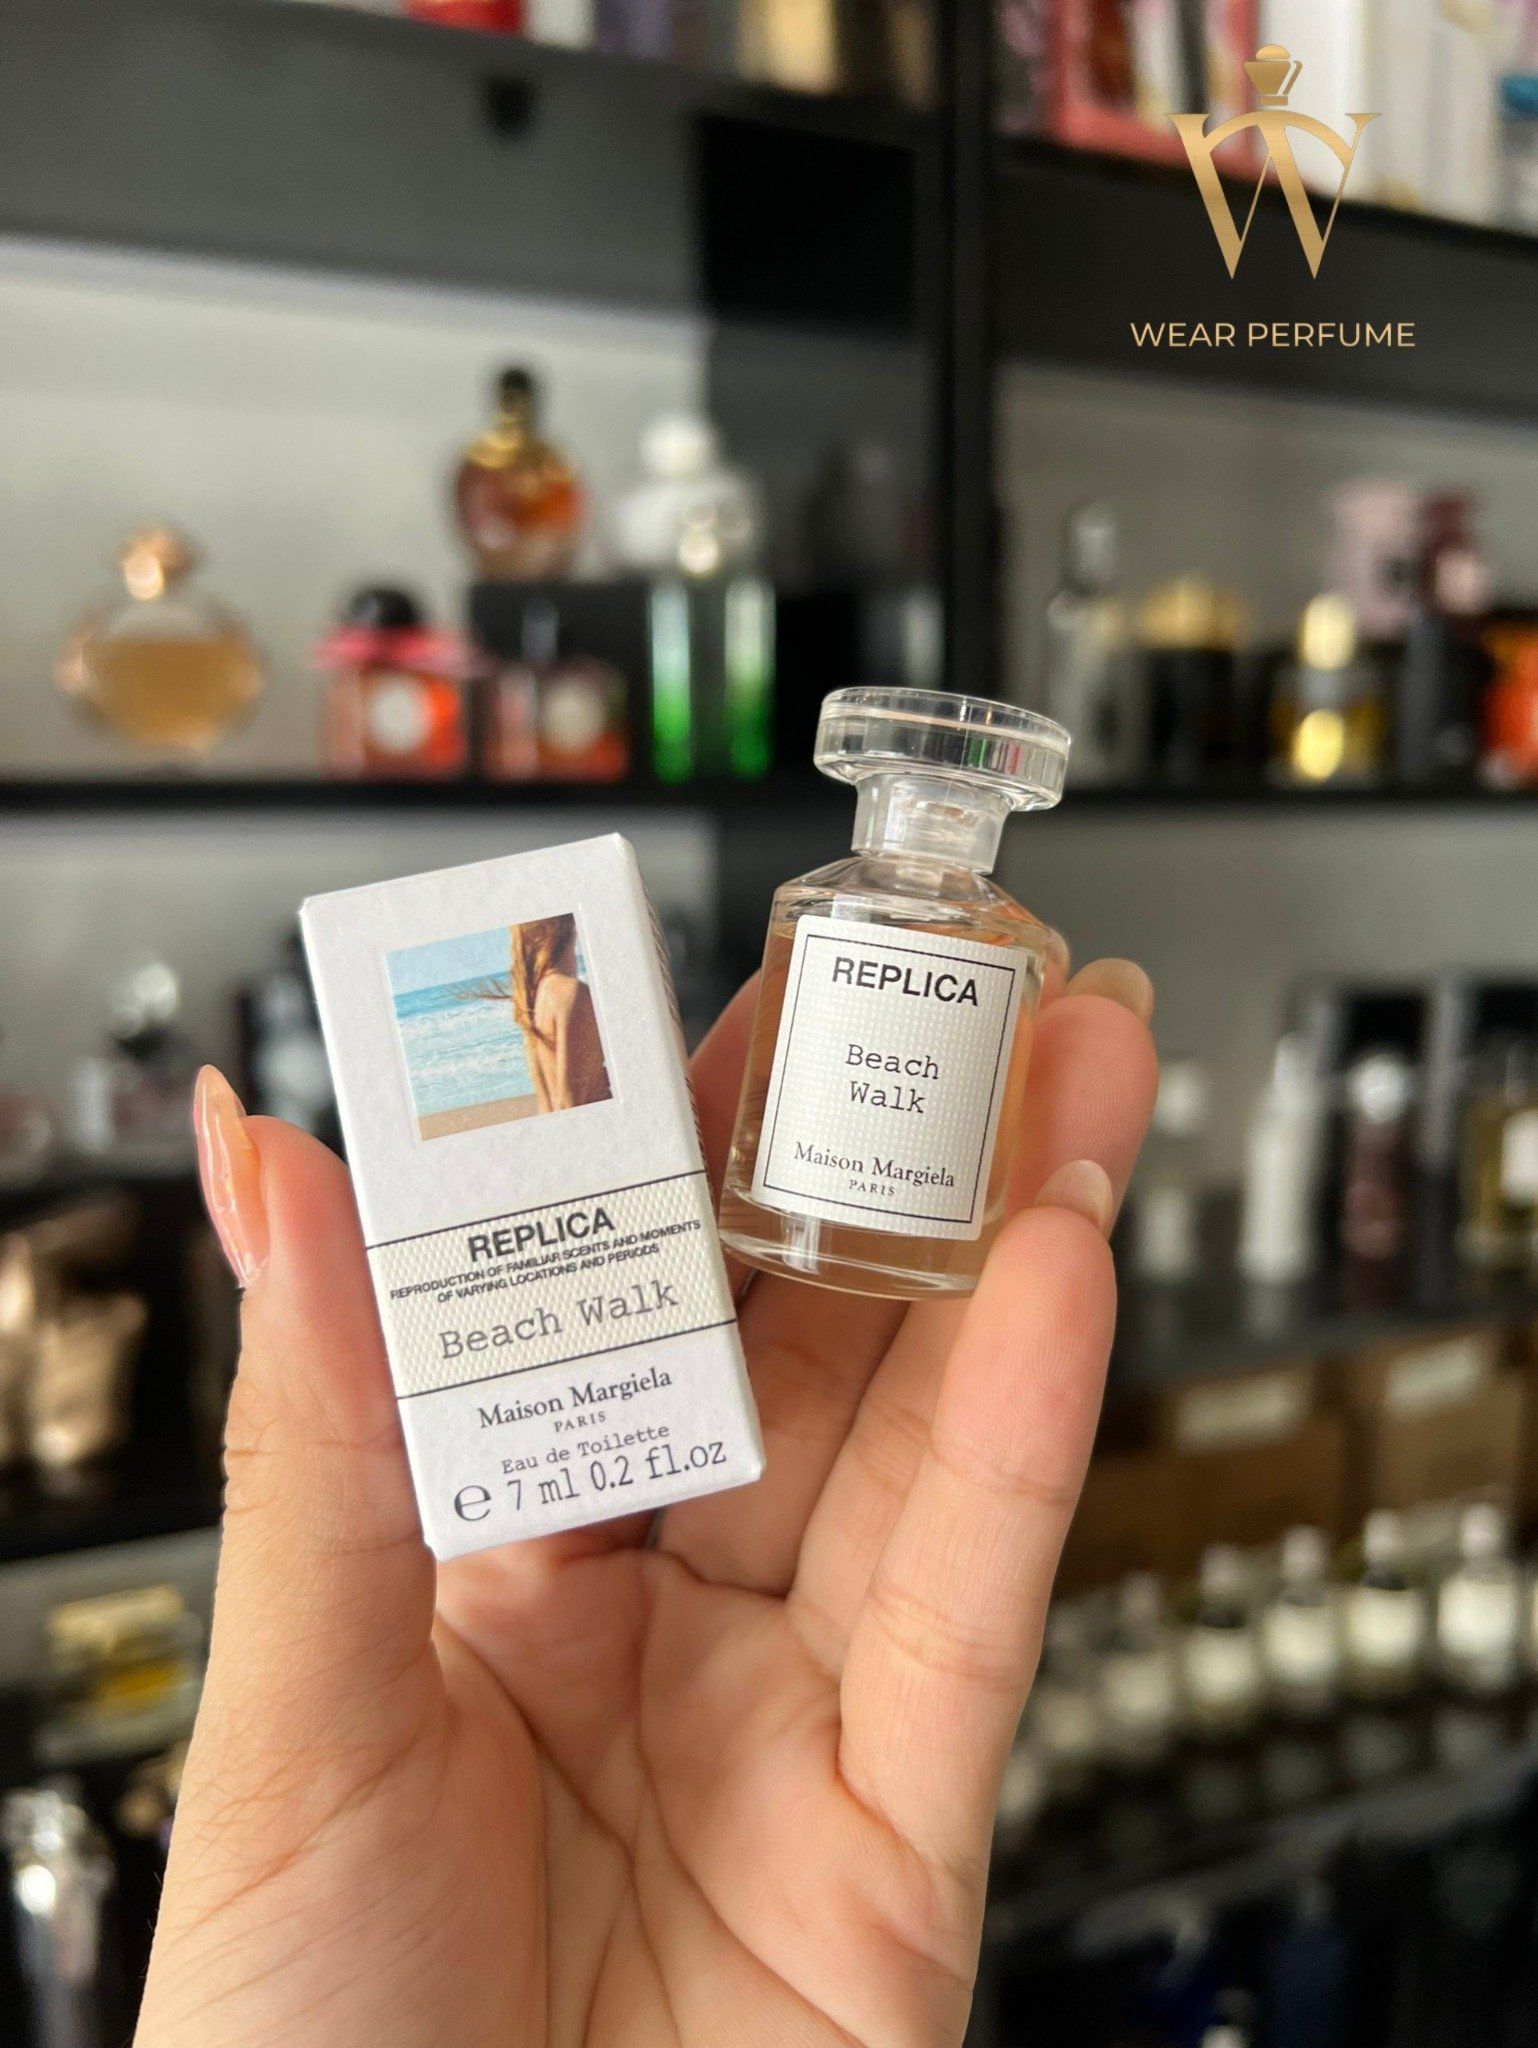 WEAR PERFUME
REPLICA
Beach
Walk
Maison Margiela
PARIS
REPLICA
REPRODUCTION OF FAMILIAR SCENTS AND MOMENTS
OF VARYING LOCATIONS AND PERIODS
Beach Walk
Maison Margiela
PARIS
Eau de Toilette
℮ 7 ml 0.2 fl.oz